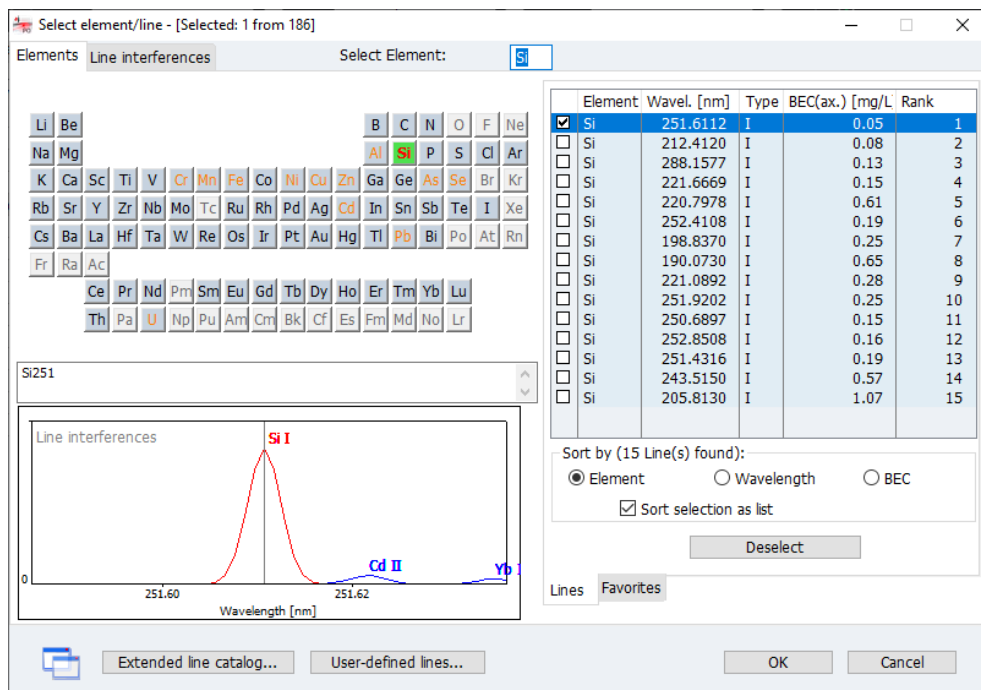 Select element/line - [Selected: 1 from 186]
Elements Line interferences Select Element: Si
Li Be B C N O F Ne
Na Mg Al Si P S Cl Ar
K Ca Sc Ti V Cr Mn Fe Co Ni Cu Zn Ga Ge As Se Br Kr
Rb Sr Y Zr Nb Mo Tc Ru Rh Pd Ag Cd In Sn Sb Te I Xe
Cs Ba La Hf Ta W Re Os Ir Pt Au Hg Tl Pb Bi Po At Rn
Fr Ra Ac
Ce Pr Nd Pm Sm Eu Gd Tb Dy Ho Er Tm Yb Lu
Th Pa U Np Pu Am Cm Bk Cf Es Fm Md No Lr
Si251
Line interferences
Si I
Cd II
Yb I
0
251.60 251.62
Wavelength [nm]
Element Wavel. [nm] Type BEC(ax.) [mg/L Rank
Si 251.6112 I 0.05 1
Si 212.4120 I 0.08 2
Si 288.1577 I 0.13 3
Si 221.6669 I 0.15 4
Si 220.7978 I 0.61 5
Si 252.4108 I 0.19 6
Si 198.8370 I 0.25 7
Si 190.0730 I 0.65 8
Si 221.0892 I 0.28 9
Si 251.9202 I 0.25 10
Si 250.6897 I 0.15 11
Si 252.8508 I 0.16 12
Si 251.4316 I 0.19 13
Si 243.5150 I 0.57 14
Si 205.8130 I 1.07 15
Sort by (15 Line(s) found):
Element Wavelength BEC
Sort selection as list
Deselect
Lines Favorites
Extended line catalog... User-defined lines... OK Cancel